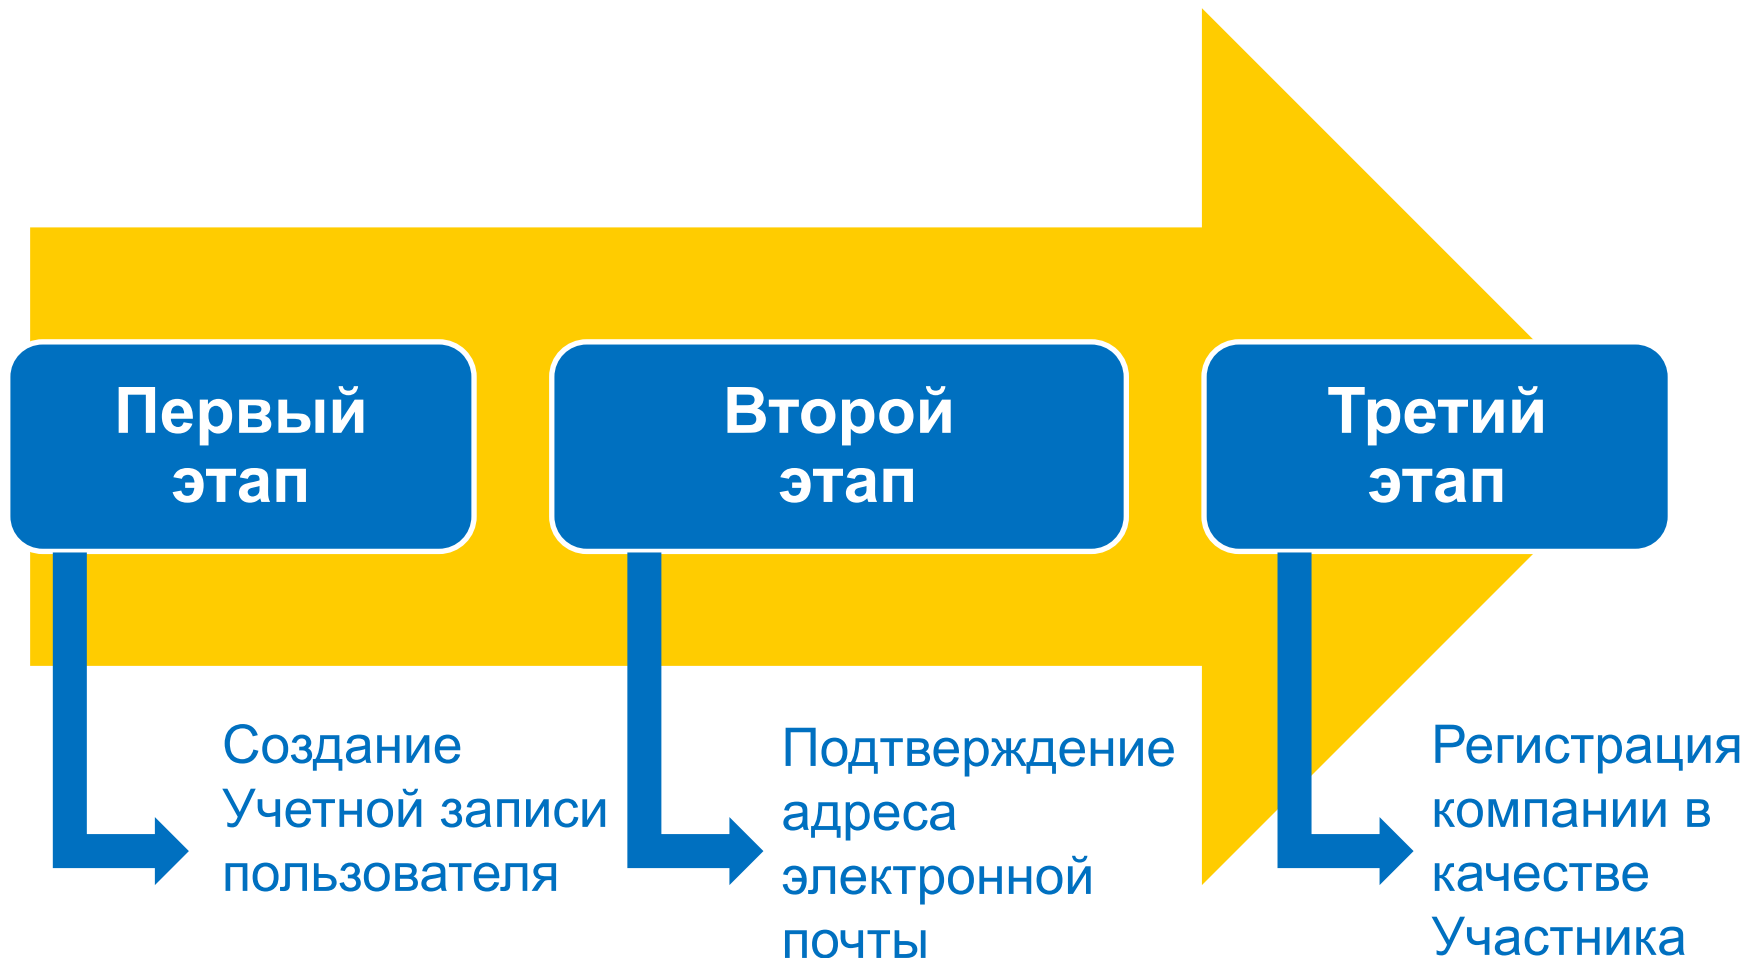 Первый
этап
Второй
этап
Третий
этап
Создание
Учетной записи
пользователя
Подтверждение
адреса
электронной
почты
Регистрация
компании в
качестве
Участника